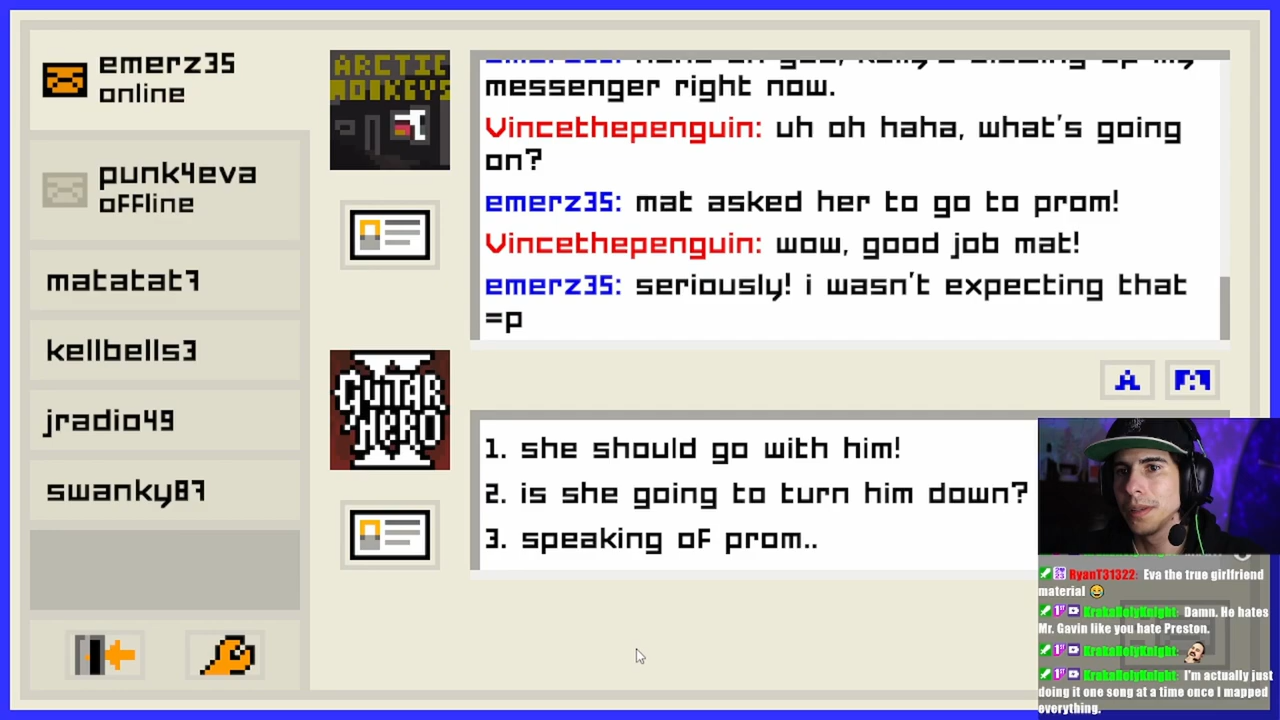 emerz35
online
punk4eva
offline
matatat7
kellbells3
jradio49
swanky87
ARCTIC
MONKEYS
GUITAR
HERO
messenger right now.
Vincethepenguin: uh oh haha, what's going
on?
emerz35: mat asked her to go to prom!
Vincethepenguin: wow, good job mat!
emerz35: seriously! i wasn't expecting that
=p
A
A
1. she should go with him!
2. is she going to turn him down?
3. speaking of prom..
RyanT31322: Eva the true girlfriend
material
KrakaHolyKnight: Damn. He hates
Mr. Gavin like you hate Preston.
KrakaHolyKnight:
KrakaHolyKnight: I'm actually just
doing it one song at a time once I mapped
everything.